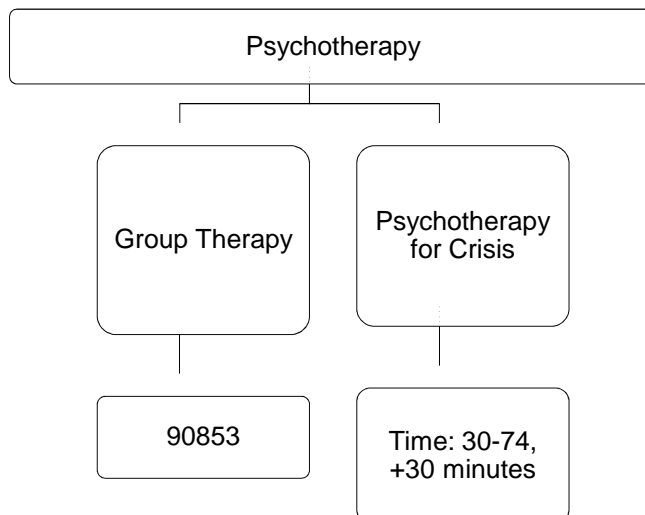 Psychotherapy
Group Therapy
Psychotherapy
for Crisis
90853
Time: 30-74,
+30 minutes